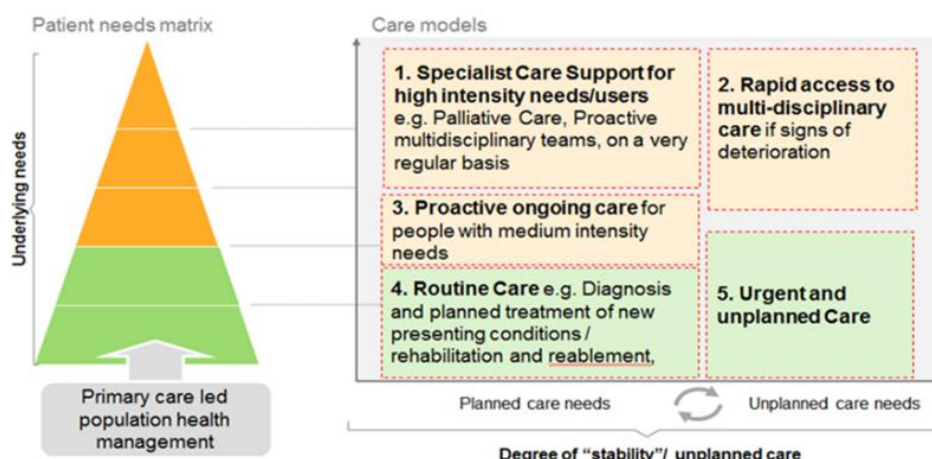 Patient needs matrix
Underlying needs
Primary care led
population health
management
Care models
1. Specialist Care Support for
high intensity needs/users
e.g. Palliative Care, Proactive
multidisciplinary teams, on a very
regular basis
2. Rapid access to
multi-disciplinary
care if signs of
deterioration
3. Proactive ongoing care for
people with medium intensity
needs
4. Routine Care e.g. Diagnosis
and planned treatment of new
presenting conditions /
rehabilitation and reablement,
5. Urgent and
unplanned Care
Planned care needs
Unplanned care needs
Degree of "stability"/ unplanned care